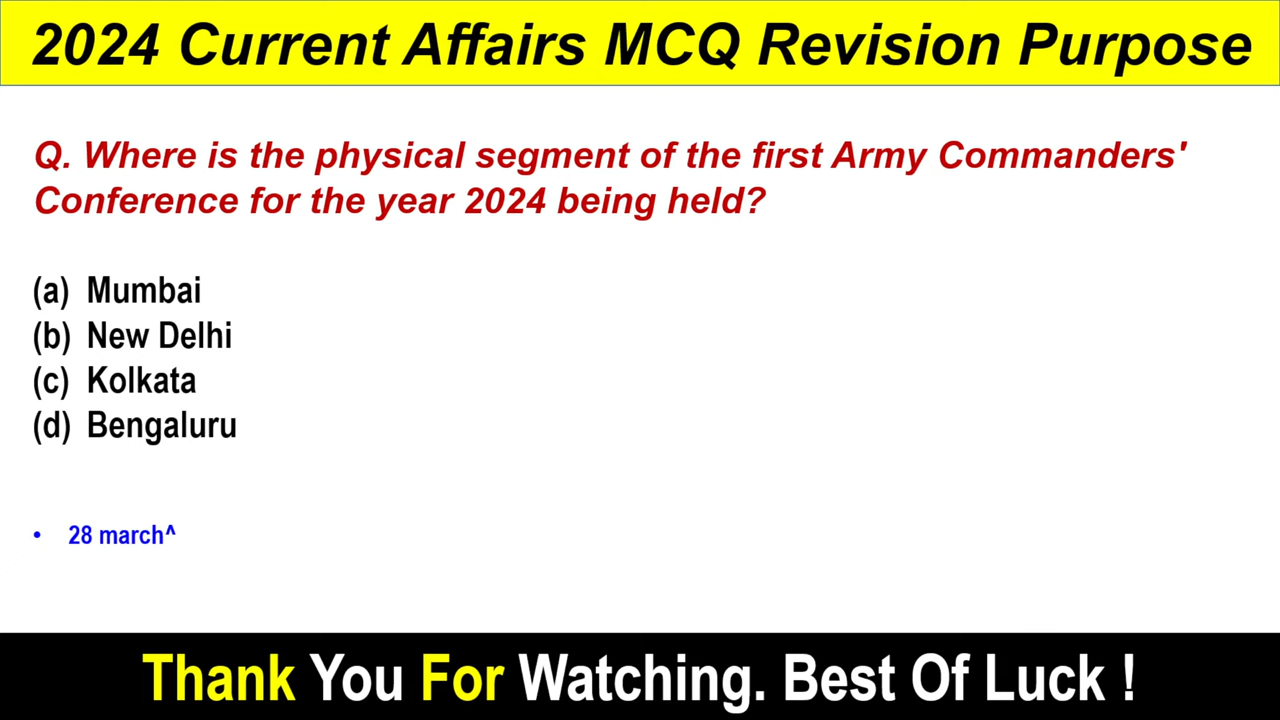 2024 Current Affairs MCQ Revision Purpose
Q. Where is the physical segment of the first Army Commanders'
Conference for the year 2024 being held?
(a) Mumbai
(b) New Delhi
(c) Kolkata
(d) Bengaluru
• 28 march^
Thank You For Watching. Best Of Luck !